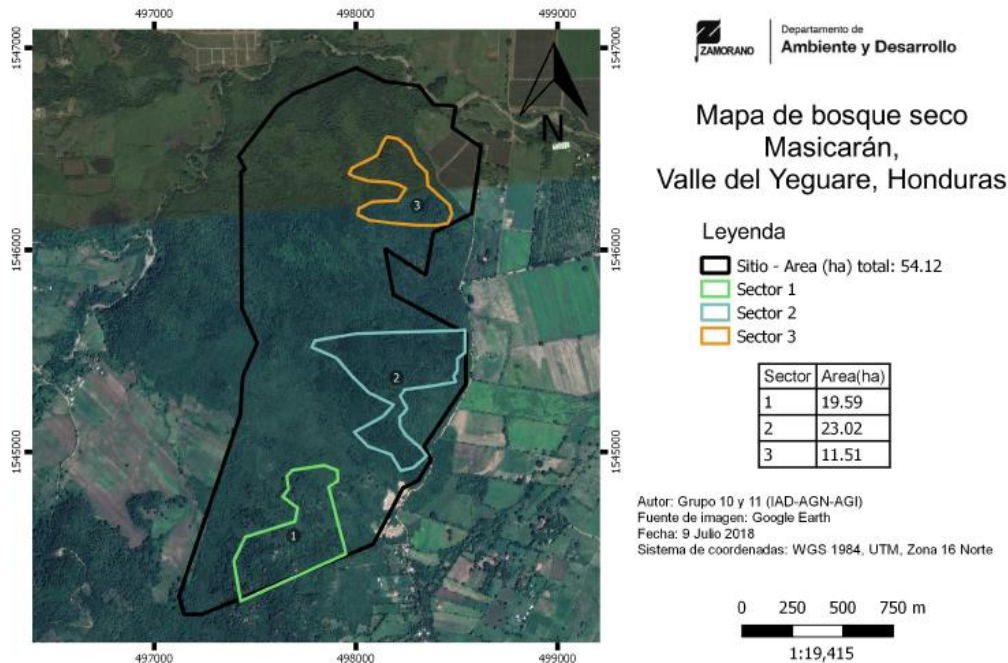 497000 498000 499000
1547000 1547000
1546000 1546000
1545000 1545000
497000 498000 499000
N
3
2
1
ZAMORANO
Departamento de
Ambiente y Desarrollo
Mapa de bosque seco
Masicarán,
Valle del Yeguare, Honduras
Leyenda
Sitio - Area (ha) total: 54.12
Sector 1
Sector 2
Sector 3
Sector Area(ha)
1 19.59
2 23.02
3 11.51
Autor: Grupo 10 y 11 (IAD-AGN-AGI)
Fuente de imagen: Google Earth
Fecha: 9 Julio 2018
Sistema de coordenadas: WGS 1984, UTM, Zona 16 Norte
0 250 500 750 m
1:19,415